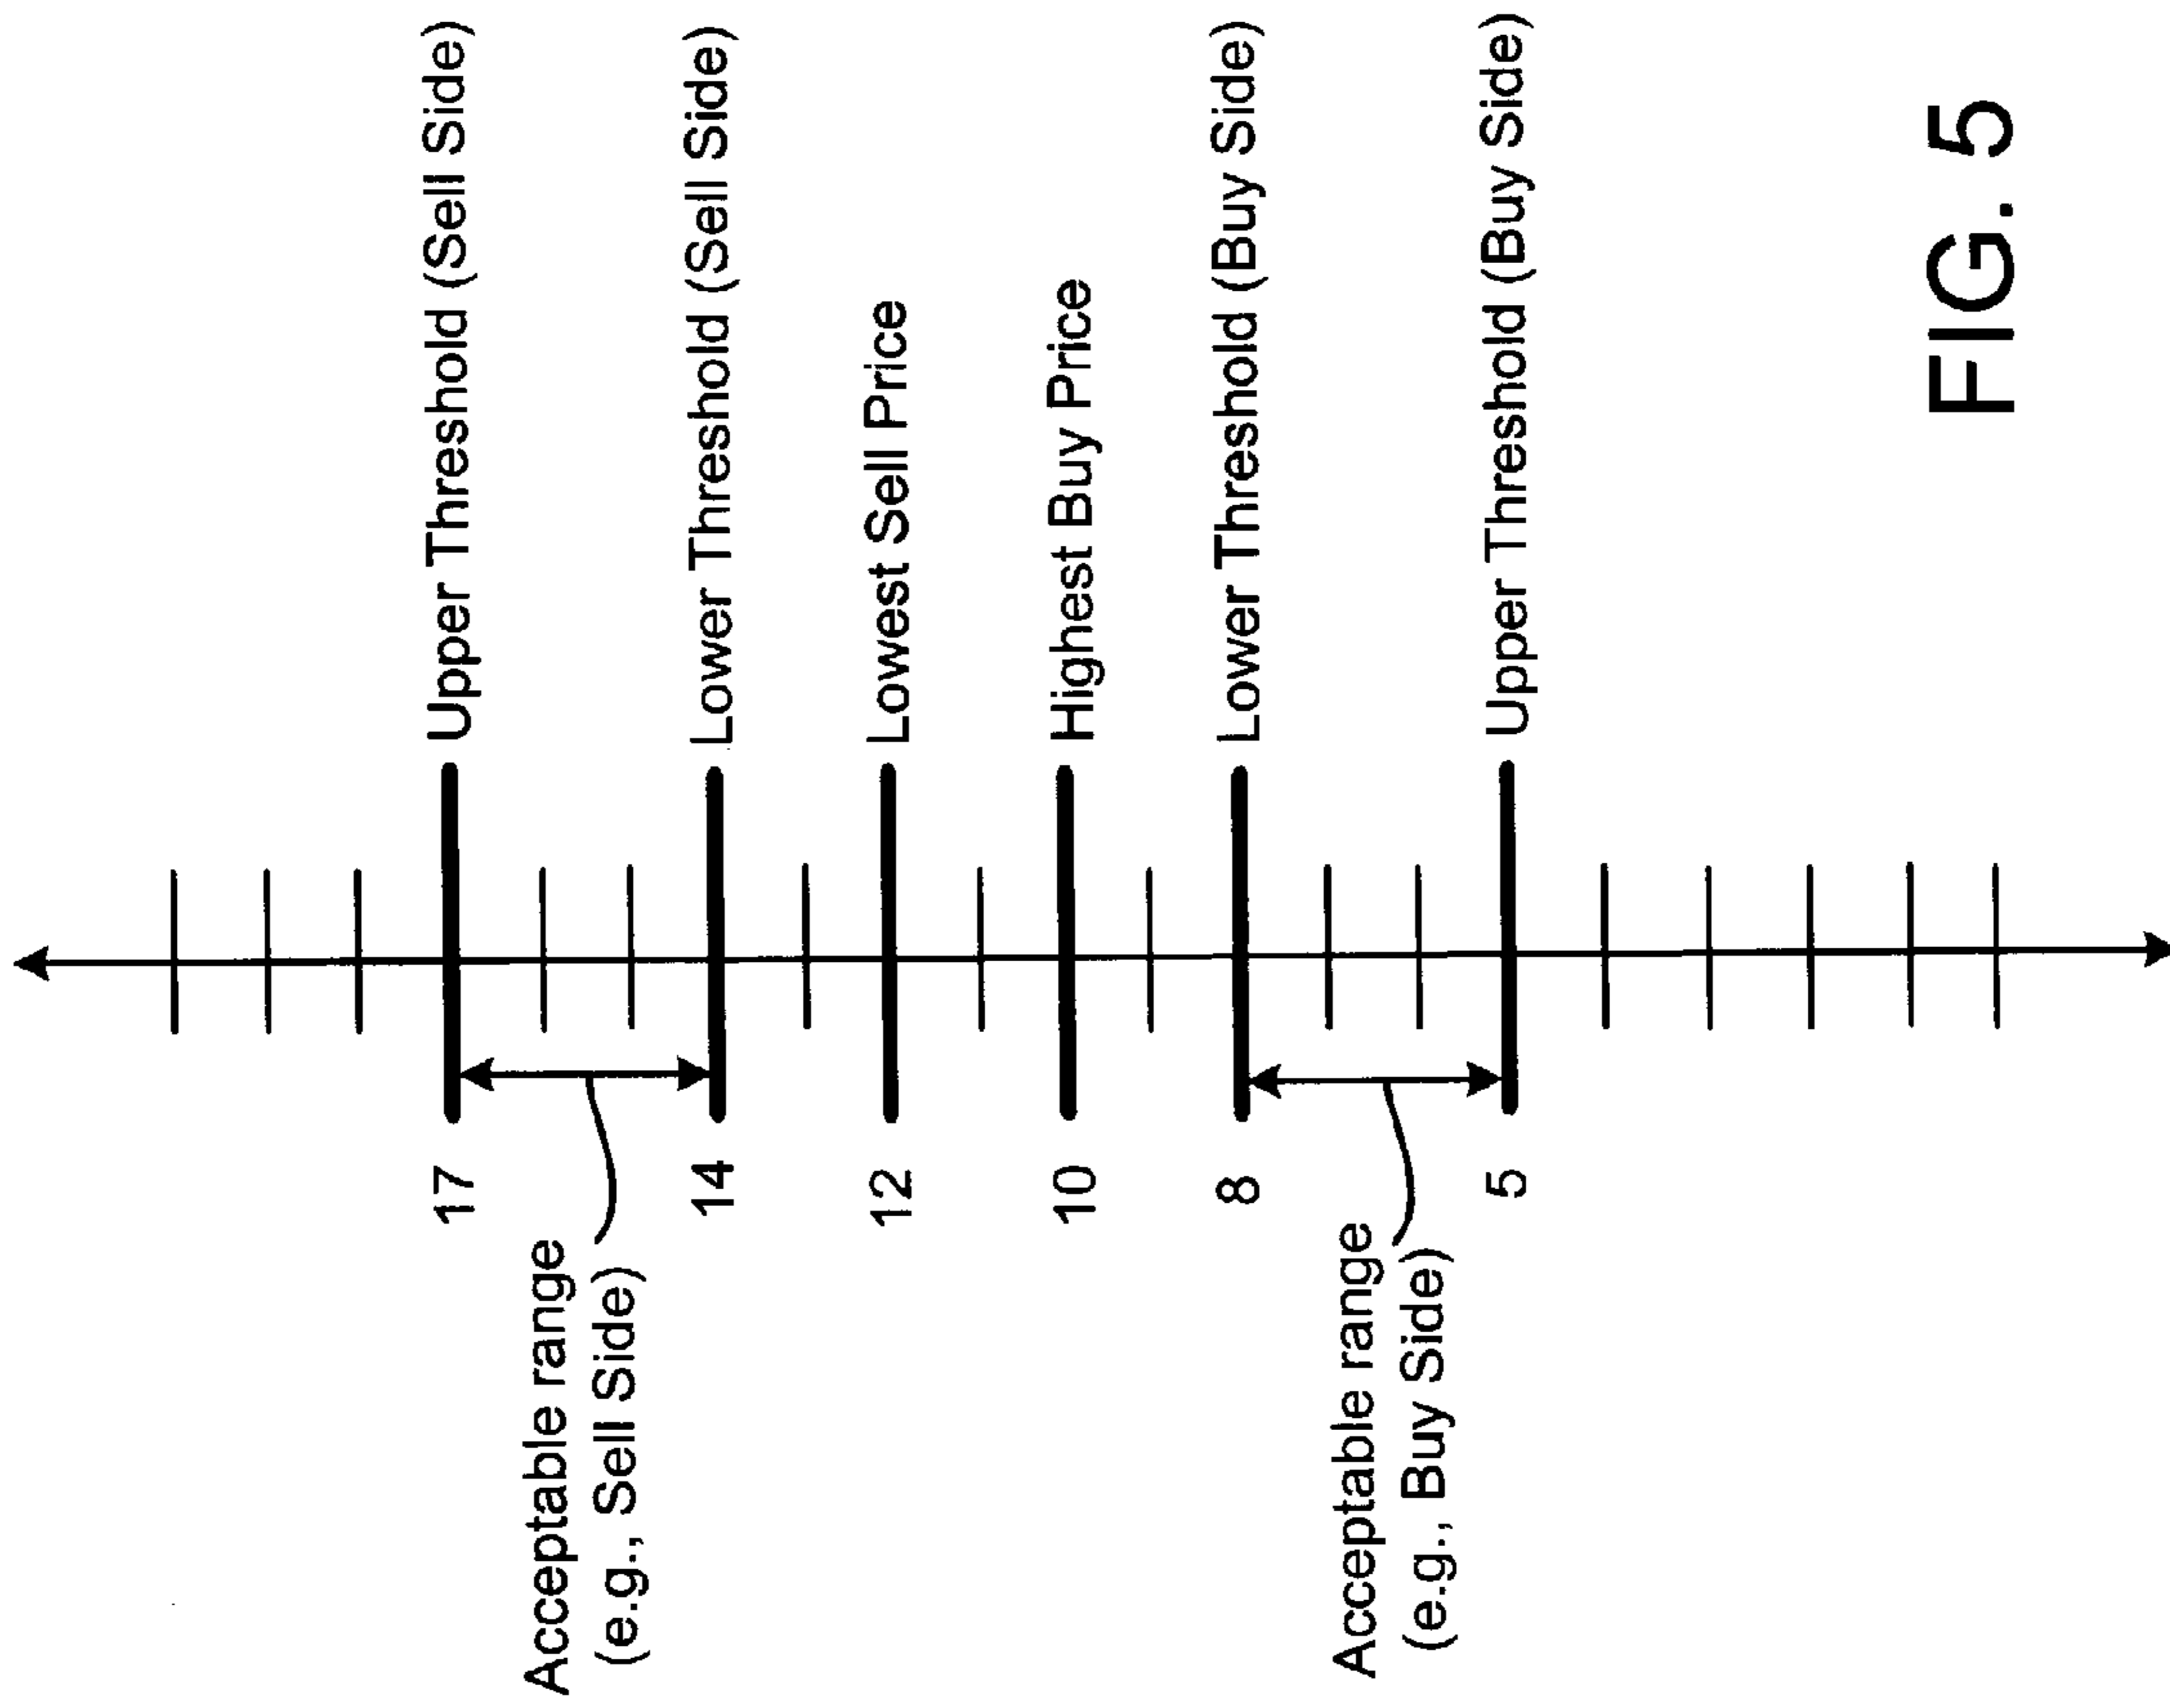 17
Upper Threshold (Sell Side)
Acceptable range
(e.g., Sell Side)
14
Lower Threshold (Sell Side)
12
Lowest Sell Price
10
Highest Buy Price
8
Lower Threshold (Buy Side)
Acceptable range
(e.g., Buy Side)
5
Upper Threshold (Buy Side)
FIG. 5